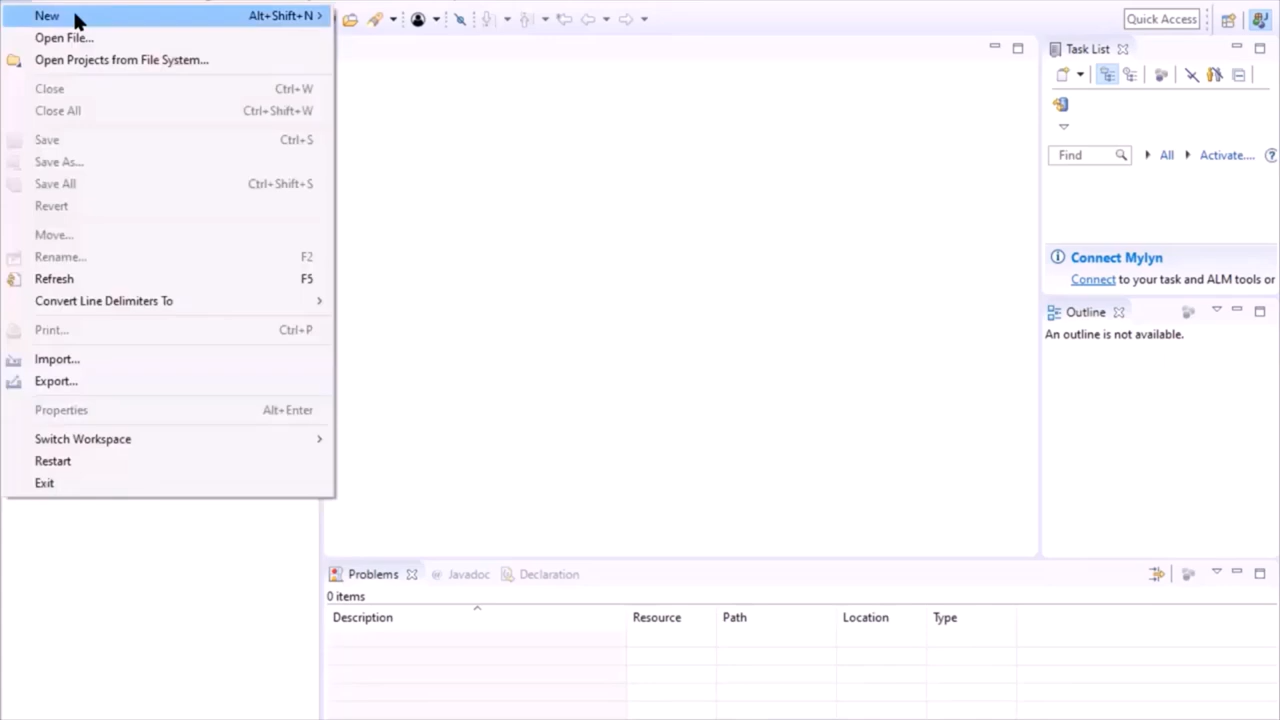 New Alt+Shift+N
Open File...
Open Projects from File System...
Close Ctrl+W
Close All Ctrl+Shift+W
Save Ctrl+S
Save As...
Save All Ctrl+Shift+S
Revert
Move...
Rename... F2
Refresh F5
Convert Line Delimiters To
Print... Ctrl+P
Import...
Export...
Properties Alt+Enter
Switch Workspace
Restart
Exit
Quick Access
Task List
Find All Activate....
Connect Mylyn
Connect to your task and ALM tools or
Outline
An outline is not available.
Problems @ Javadoc Declaration
0 items
Description Resource Path Location Type